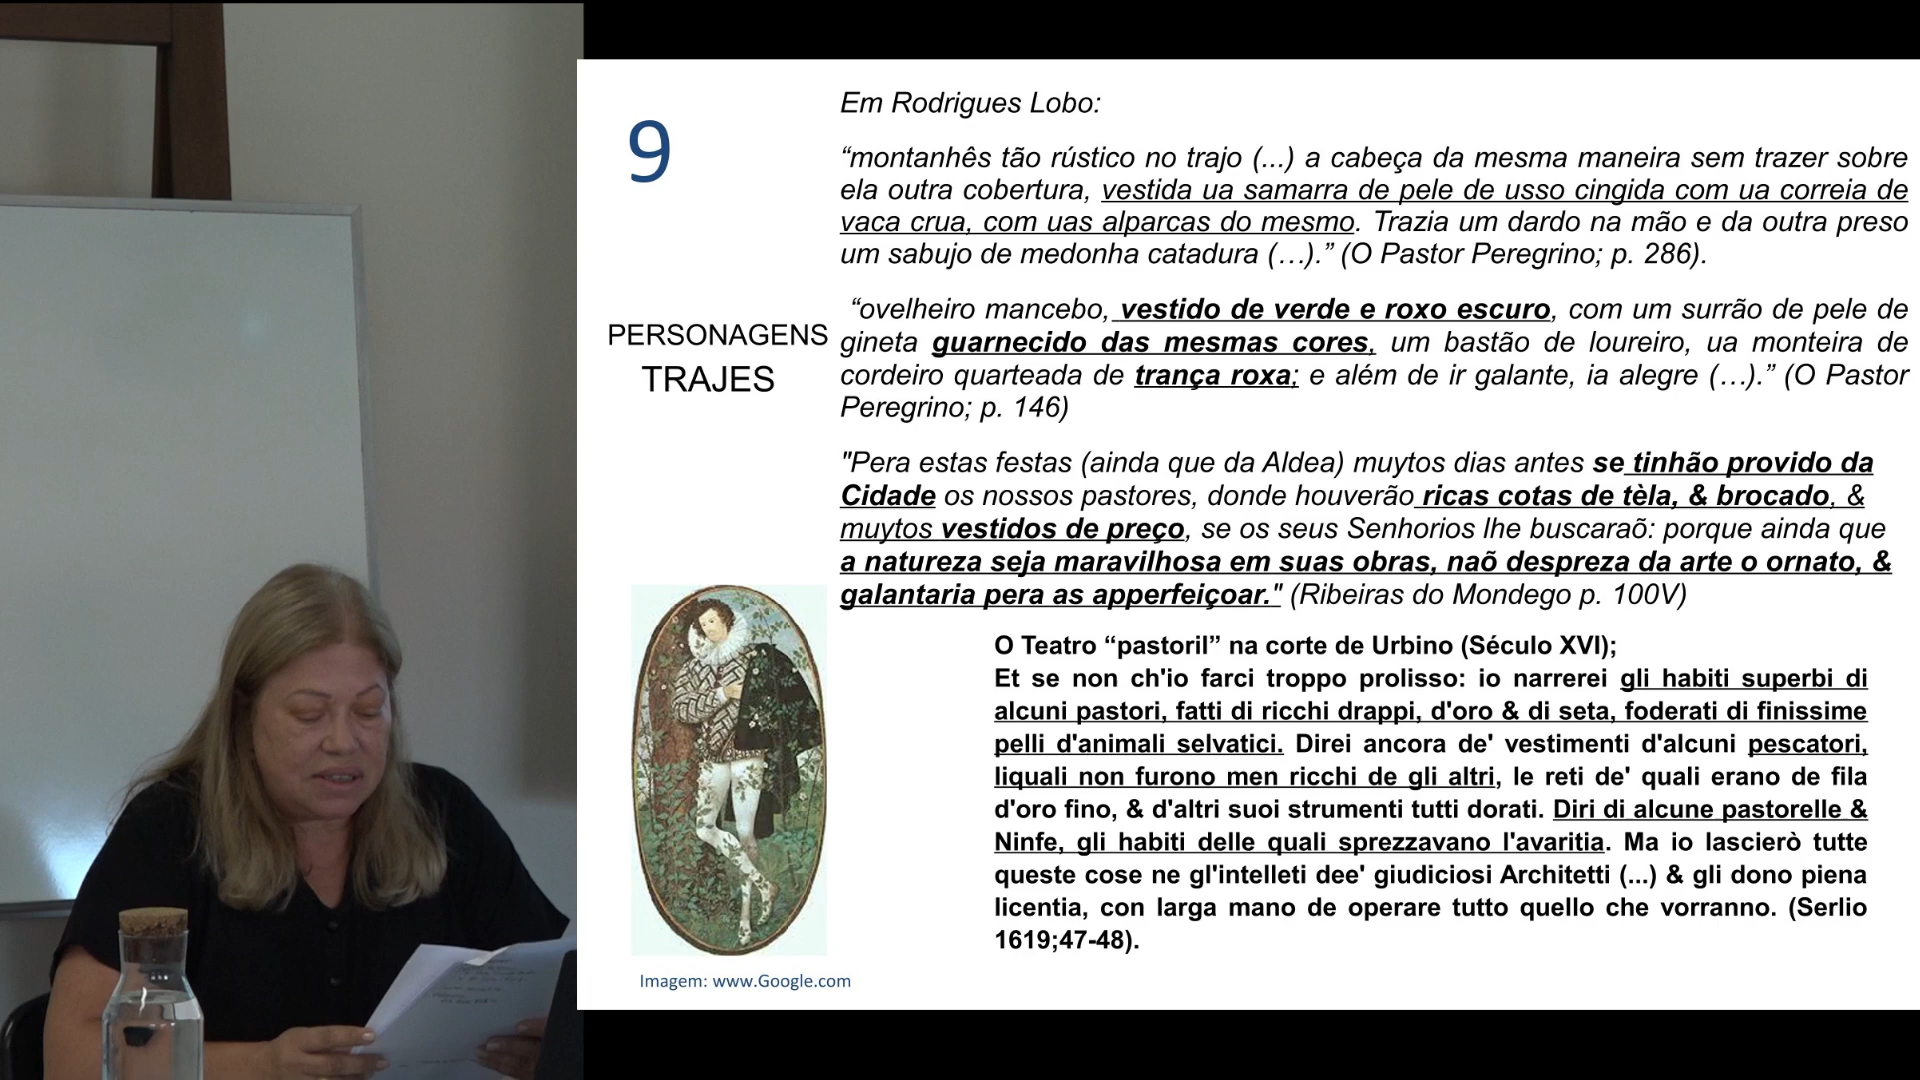 Em Rodrigues Lobo:
9
“montanhês tão rústico no trajo (...) a cabeça da mesma maneira sem trazer sobre
ela outra cobertura, vestida ua samarra de pele de usso cingida com ua correia de
vaca crua, com uas alparcas do mesmo. Trazia um dardo na mão e da outra preso
um sabujo de medonha catadura (…).” (O Pastor Peregrino; p. 286).
PERSONAGENS
TRAJES
“ovelheiro mancebo, vestido de verde e roxo escuro, com um surrão de pele de
gineta guarnecido das mesmas cores, um bastão de loureiro, ua monteira de
cordeiro quarteada de trança roxa; e além de ir galante, ia alegre (…).” (O Pastor
Peregrino; p. 146)
"Pera estas festas (ainda que da Aldea) muytos dias antes se tinhão provido da
Cidade os nossos pastores, donde houverão ricas cotas de tèla, & brocado, &
muytos vestidos de preço, se os seus Senhorios lhe buscaraõ: porque ainda que
a natureza seja maravilhosa em suas obras, naõ despreza da arte o ornato, &
galantaria pera as apperfeiçoar." (Ribeiras do Mondego p. 100V)
O Teatro “pastoril” na corte de Urbino (Século XVI);
Et se non ch'io farci troppo prolisso: io narrerei gli habiti superbi di
alcuni pastori, fatti di ricchi drappi, d'oro & di seta, foderati di finissime
pelli d'animali selvatici. Direi ancora de' vestimenti d'alcuni pescatori,
liquali non furono men ricchi de gli altri, le reti de' quali erano de fila
d'oro fino, & d'altri suoi strumenti tutti dorati. Diri di alcune pastorelle &
Ninfe, gli habiti delle quali sprezzavano l'avaritia. Ma io lascierò tutte
queste cose ne gl'intelleti dee' giudiciosi Architetti (...) & gli dono piena
licentia, con larga mano de operare tutto quello che vorranno. (Serlio
1619;47-48).
Imagem: www.Google.com